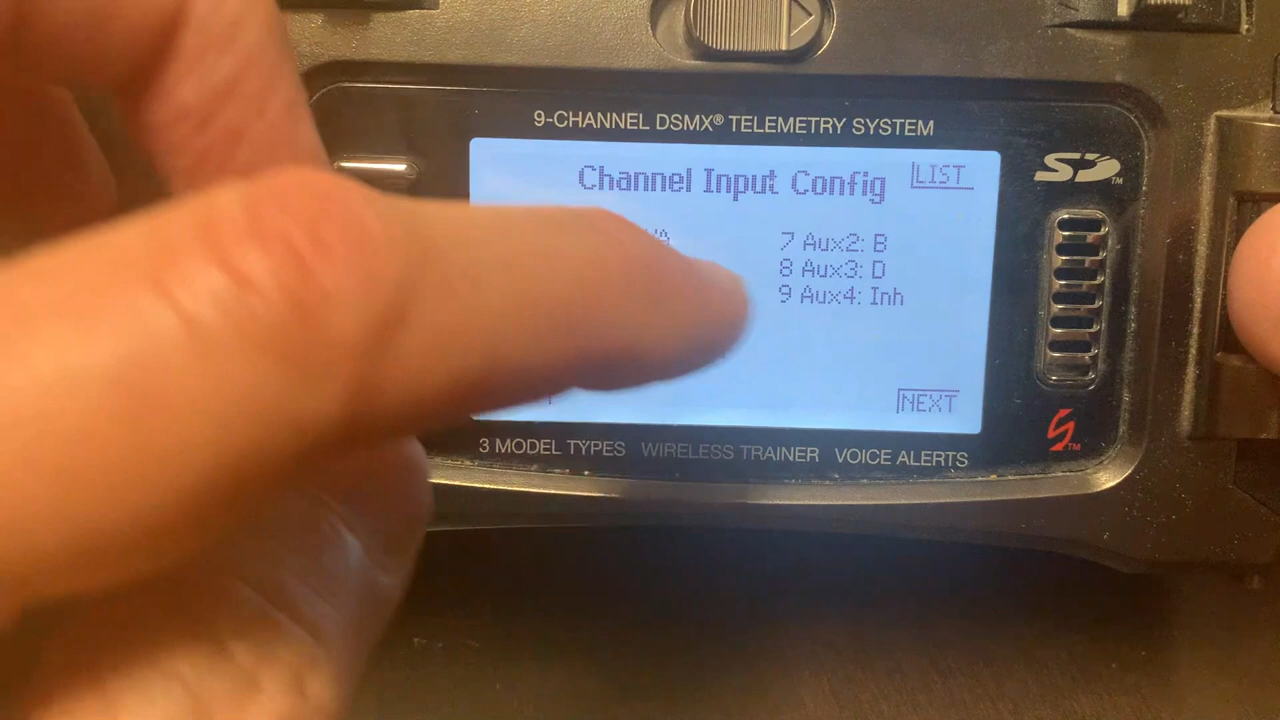 9-CHANNEL DSMX® TELEMETRY SYSTEM
Channel Input Config
LIST
7 Aux2: B
8 Aux3: D
9 Aux4: Inh
NEXT
3 MODEL TYPES WIRELESS TRAINER VOICE ALERTS
SD™